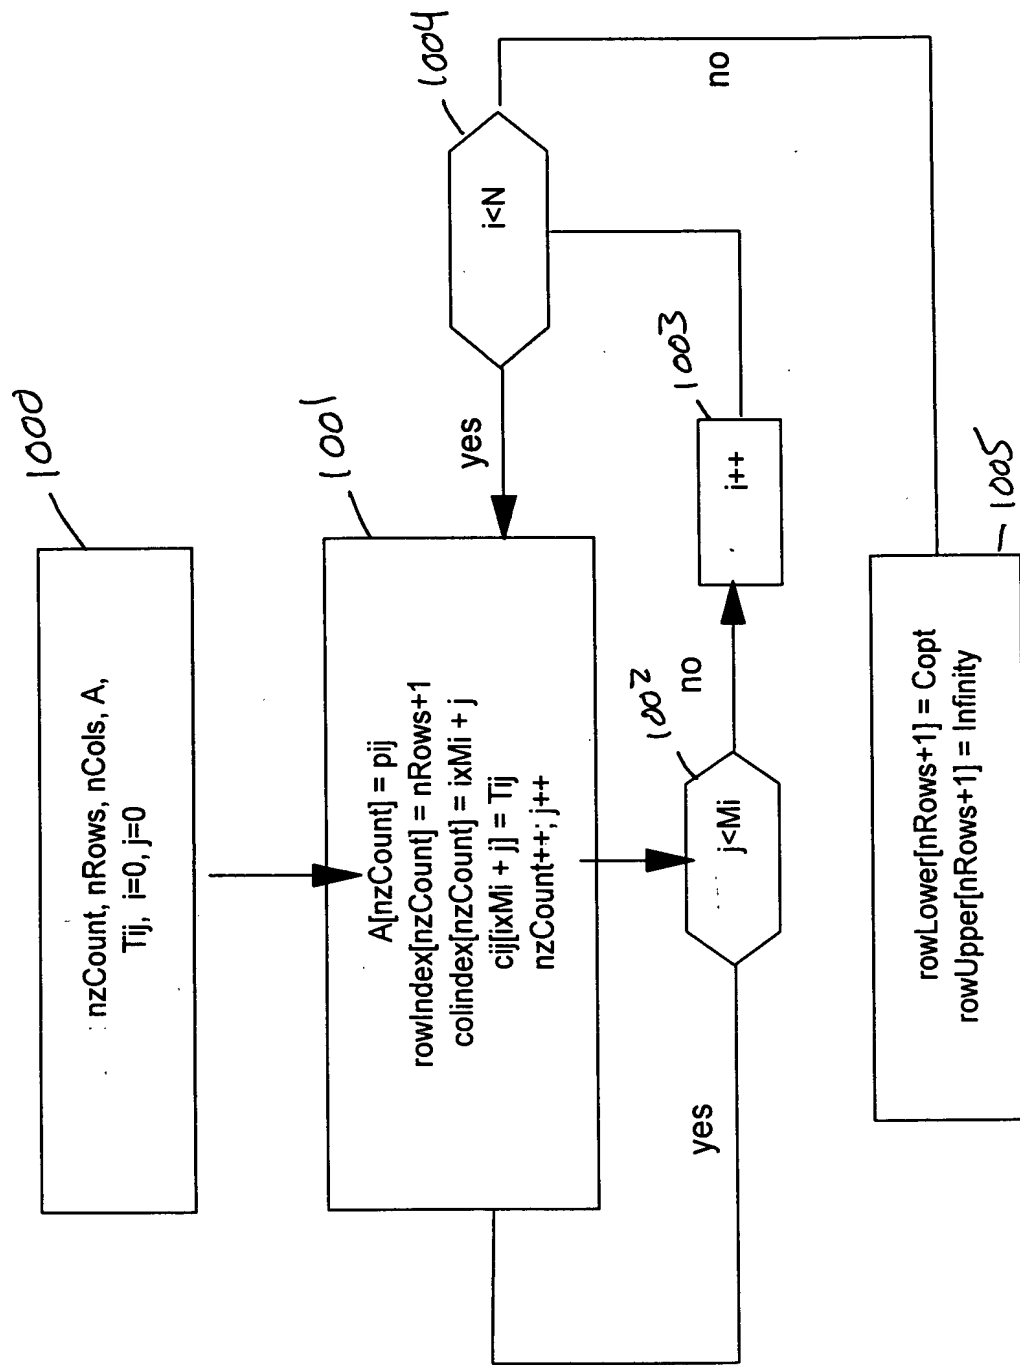 1000
nzCount, nRows, nCols, A,
Tij, i=0, j=0
1001
A[nzCount] = pij
rowIndex[nzCount] = nRows+1
colindex[nzCount] = ixMi + j
cij[ixMi + j] = Tij
nzCount++; j++
yes
1004
i<N
no
1002
j<Mi
no
yes
1003
i++
rowLower[nRows+1] = Copt
rowUpper[nRows+1] = Infinity
1005